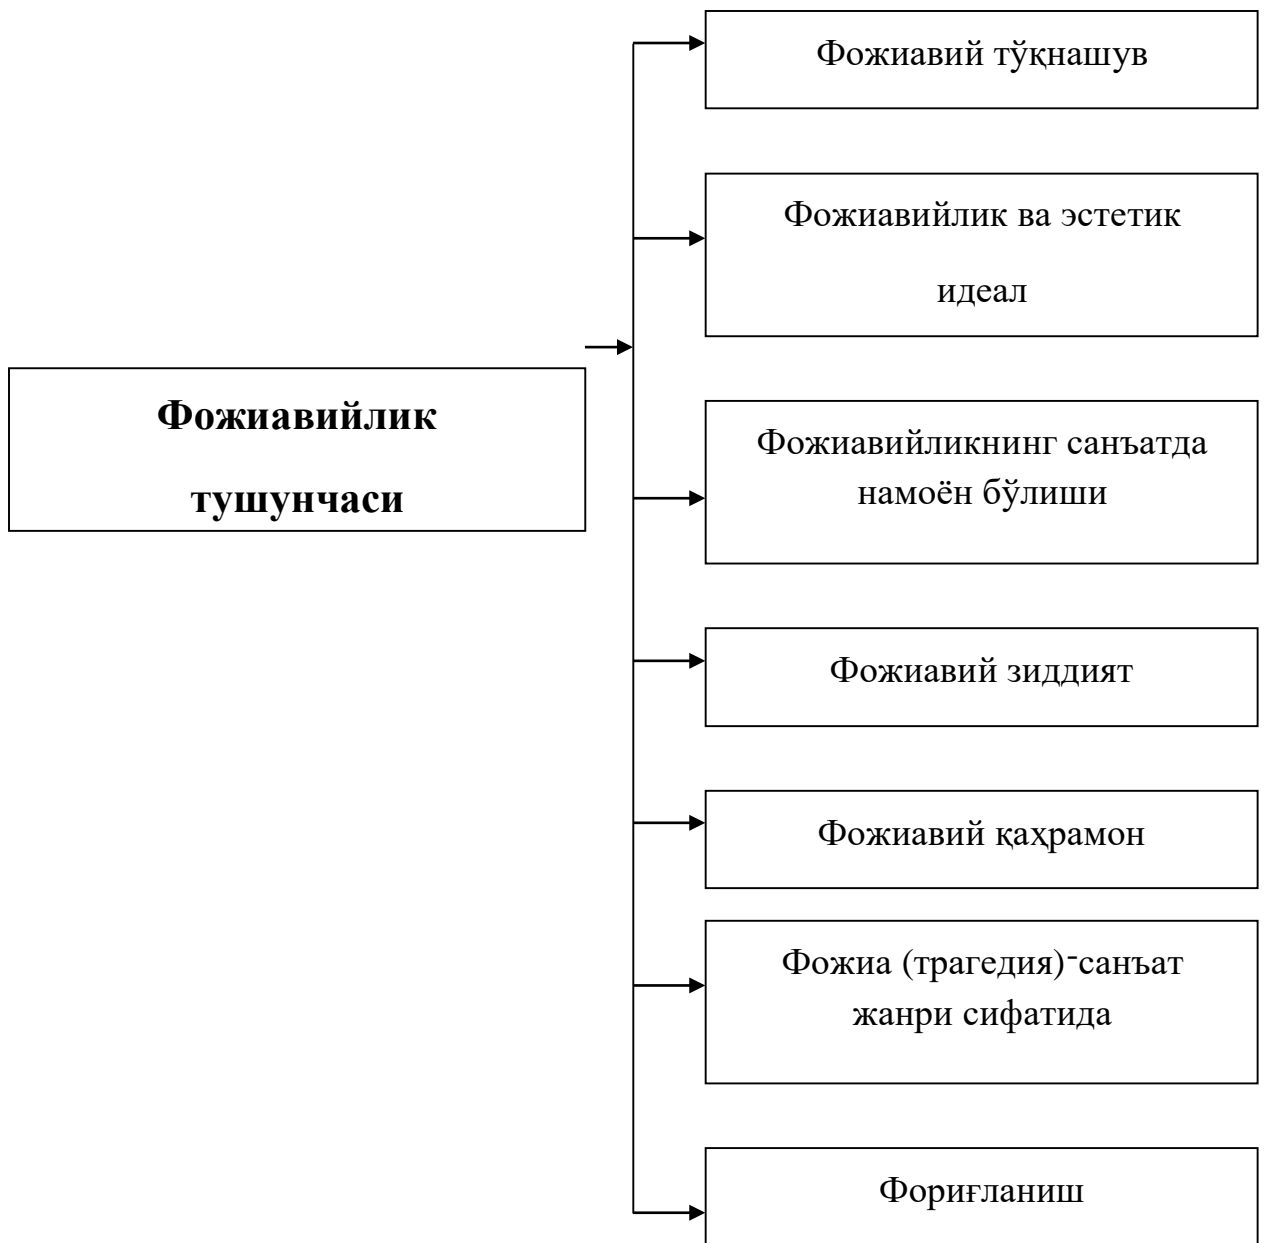 Фожиавий тўқнашув
Фожиавийлик ва эстетик
идеал
Фожиавийлик
тушунчаси
Фожиавийликнинг санъатда
намоён бўлиши
Фожиавий зиддият
Фожиавий қаҳрамон
Фожиа (трагедия)-санъат
жанри сифатида
Фориғланиш